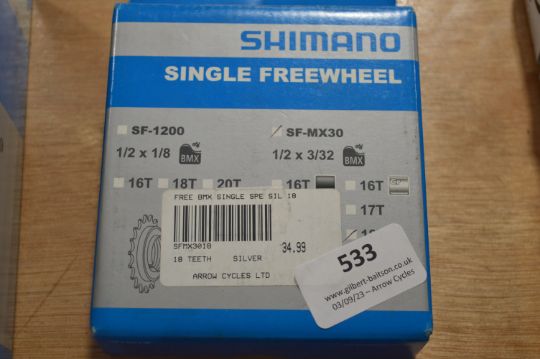 SHIMANO
SINGLE FREEWHEEL
SF-1200
SF-MX30
1/2 x 1/8 BMX
1/2 x 3/32 BMX
16T 18T 20T
16T
16T
17T
FREE BMX SINGLE SPE SIL 18
SFMX3018
34.99
18 TEETH SILVER
ARROW CYCLES LTD
533
www.gilbert-baitson.co.uk
03/09/23 – Arrow Cycles